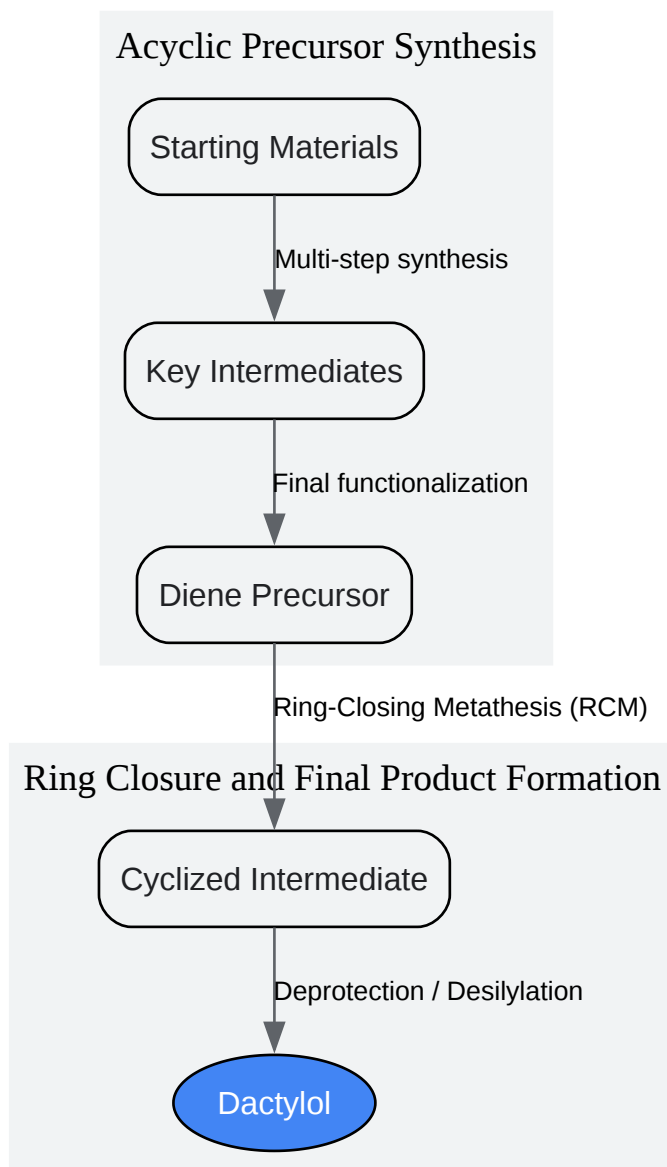 Acyclic Precursor Synthesis
Starting Materials
Multi-step synthesis
Key Intermediates
Final functionalization
Diene Precursor
Ring-Closing Metathesis (RCM)
Ring Closure and Final Product Formation
Cyclized Intermediate
Deprotection / Desilylation
Dactylol